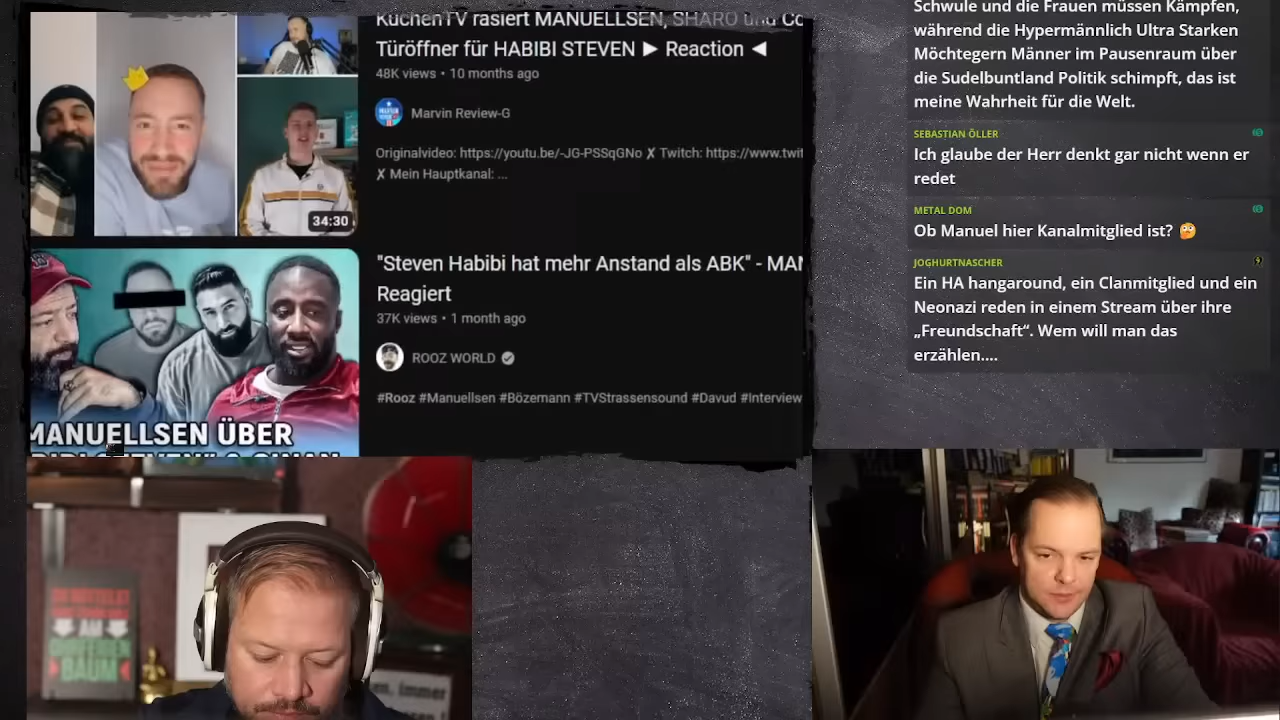 KuchenTV rasiert MANUELLSEN, SHARO und Co
Türöffner für HABIBI STEVEN ► Reaction ◄
48K views • 10 months ago
Marvin Review-G
Originalvideo: https://youtu.be/-JG-PSSqGNo ✗ Twitch: https://www.twit
✗ Mein Hauptkanal: ...
34:30
"Steven Habibi hat mehr Anstand als ABK" - MAN
Reagiert
37K views • 1 month ago
ROOZ WORLD
#Rooz #Manuellsen #Bözemann #TVStrassensound #Davud #Interview
MANUELLSEN ÜBER
Schwule und die Frauen müssen Kämpfen,
während die Hypermännlich Ultra Starken
Möchtegern Männer im Pausenraum über
die Sudelbuntland Politik schimpft, das ist
meine Wahrheit für die Welt.
SEBASTIAN ÖLLER
Ich glaube der Herr denkt gar nicht wenn er
redet
METAL DOM
Ob Manuel hier Kanalmitglied ist? 🤔
JOGHURTNASCHER
Ein HA hangaround, ein Clanmitglied und ein
Neonazi reden in einem Stream über ihre
„Freundschaft“. Wem will man das
erzählen....
AM
BAUM